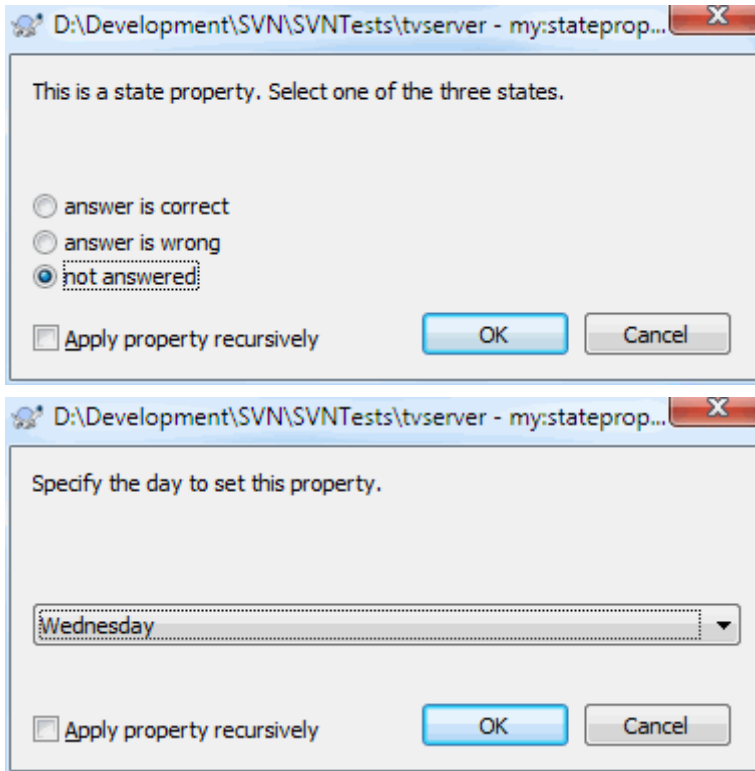 D:\Development\SVN\SVNTests\tvserver - my:stateprop...
This is a state property. Select one of the three states.
answer is correct
answer is wrong
not answered
Apply property recursively OK Cancel
D:\Development\SVN\SVNTests\tvserver - my:stateprop...
Specify the day to set this property.
Wednesday
Apply property recursively OK Cancel